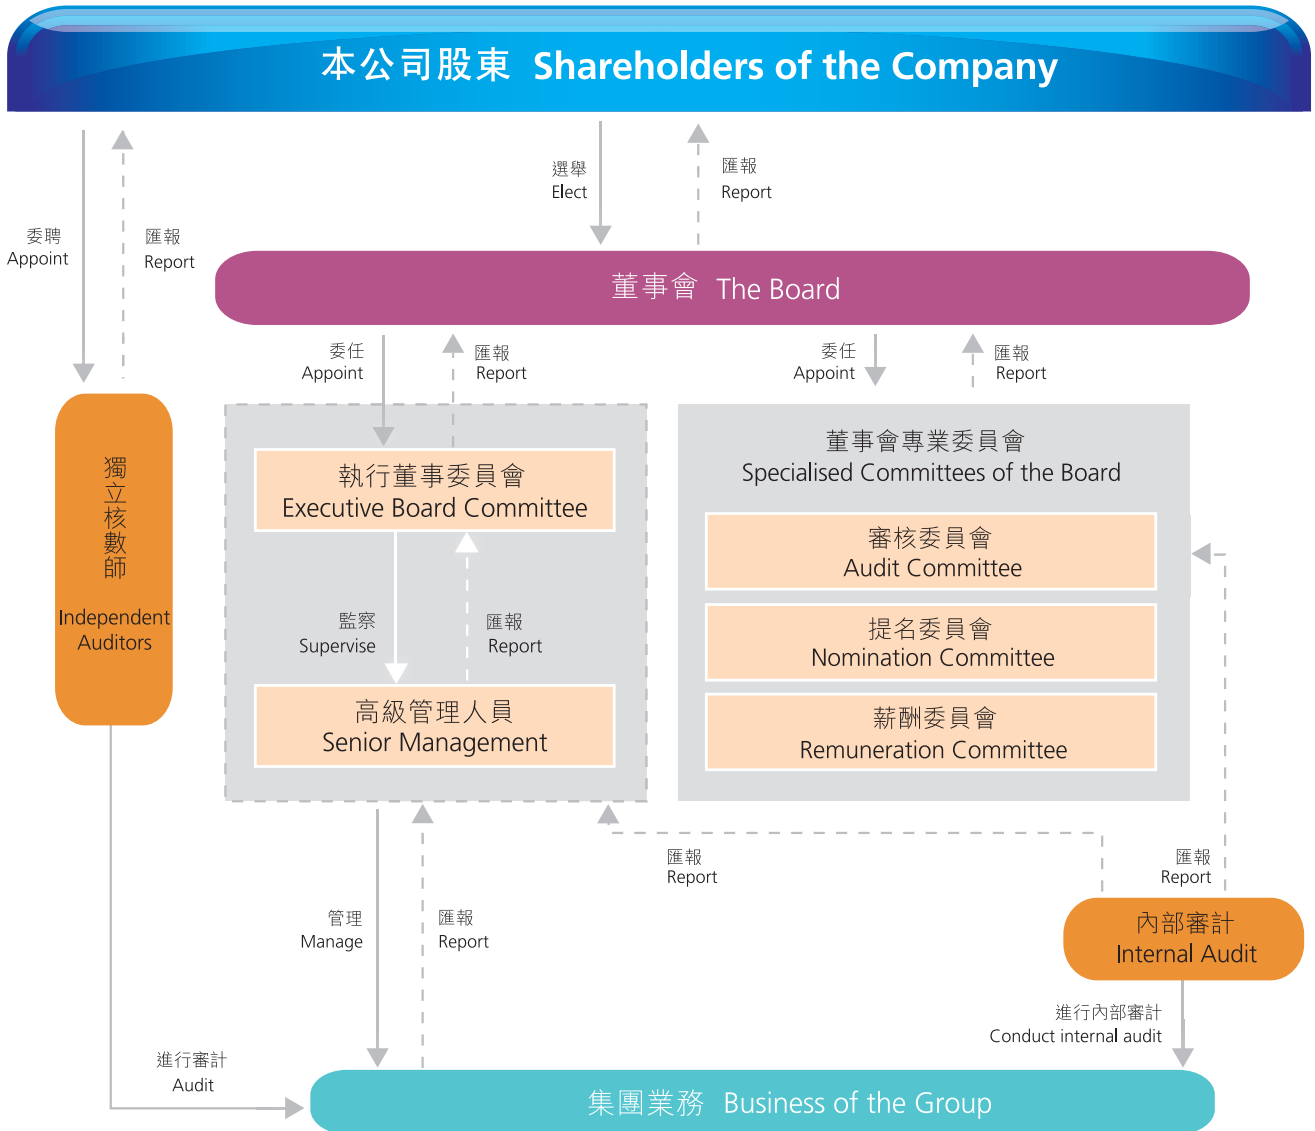 本公司股東 Shareholders of the Company
選舉
Elect
匯報
Report
委聘
Appoint
匯報
Report
董事會 The Board
委任
Appoint
匯報
Report
委任
Appoint
匯報
Report
獨立核數師
Independent
Auditors
執行董事委員會
Executive Board Committee
監察
Supervise
匯報
Report
高級管理人員
Senior Management
董事會專業委員會
Specialised Committees of the Board
審核委員會
Audit Committee
提名委員會
Nomination Committee
薪酬委員會
Remuneration Committee
匯報
Report
匯報
Report
管理
Manage
匯報
Report
內部審計
Internal Audit
進行內部審計
Conduct internal audit
進行審計
Audit
集團業務 Business of the Group